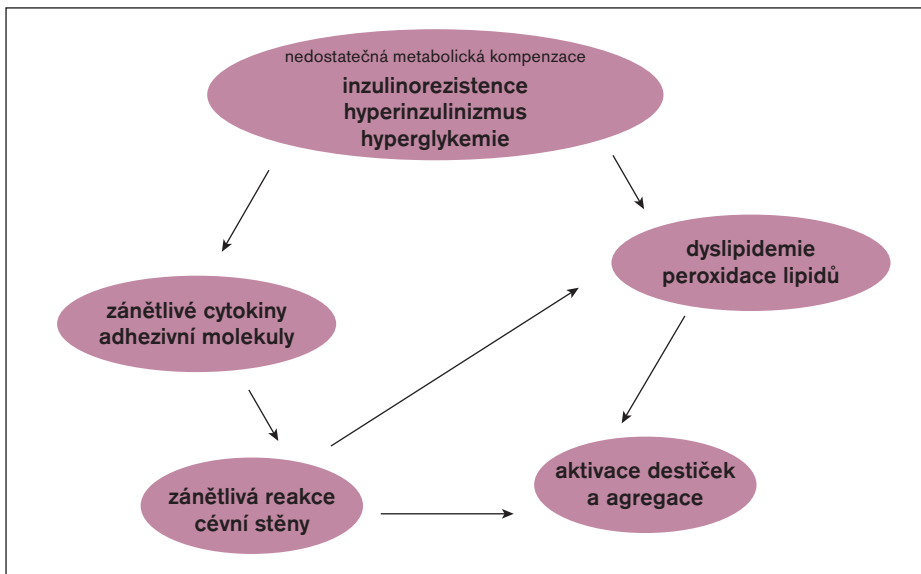 nedostatečná metabolická kompenzace
inzulinorezistence
hyperinzulinizmus
hyperglykemie
dyslipidemie
peroxidace lipidů
zánětlivé cytokiny
adhezivní molekuly
zánětlivá reakce
cévní stěny
aktivace destiček
a agregace